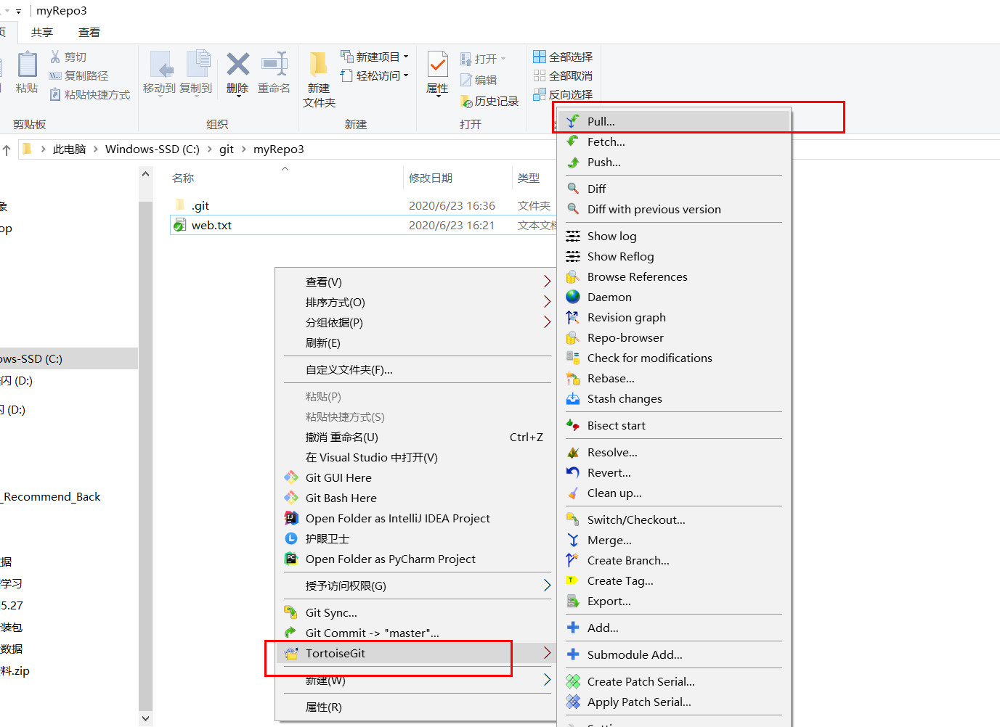 myRepo3
页 共享 查看
剪切
复制路径
粘贴快捷方式
粘贴
剪贴板
移动到
复制到
删除
重命名
组织
新建
文件夹
新建项目
轻松访问
新建
属性
打开
编辑
历史记录
打开
全部选择
全部取消
反向选择
此电脑 > Windows-SSD (C:) > git > myRepo3
名称 修改日期 类型
.git 2020/6/23 16:36 文件夹
web.txt 2020/6/23 16:21 文本文档
象
op
ows-SSD (C:)
闪 (D:)
闪 (D:)
_Recommend_Back
据
学习
5.27
装包
数据
料.zip
查看(V)
排序方式(O)
分组依据(P)
刷新(E)
自定义文件夹(F)...
粘贴(P)
粘贴快捷方式(S)
撤消 重命名(U) Ctrl+Z
在 Visual Studio 中打开(V)
Git GUI Here
Git Bash Here
Open Folder as IntelliJ IDEA Project
护眼卫士
Open Folder as PyCharm Project
授予访问权限(G)
Git Sync...
Git Commit -> "master"...
TortoiseGit
新建(W)
属性(R)
Pull...
Fetch...
Push...
Diff
Diff with previous version
Show log
Show Reflog
Browse References
Daemon
Revision graph
Repo-browser
Check for modifications
Rebase...
Stash changes
Bisect start
Resolve...
Revert...
Clean up...
Switch/Checkout...
Merge...
Create Branch...
Create Tag...
Export...
Add...
Submodule Add...
Create Patch Serial...
Apply Patch Serial...